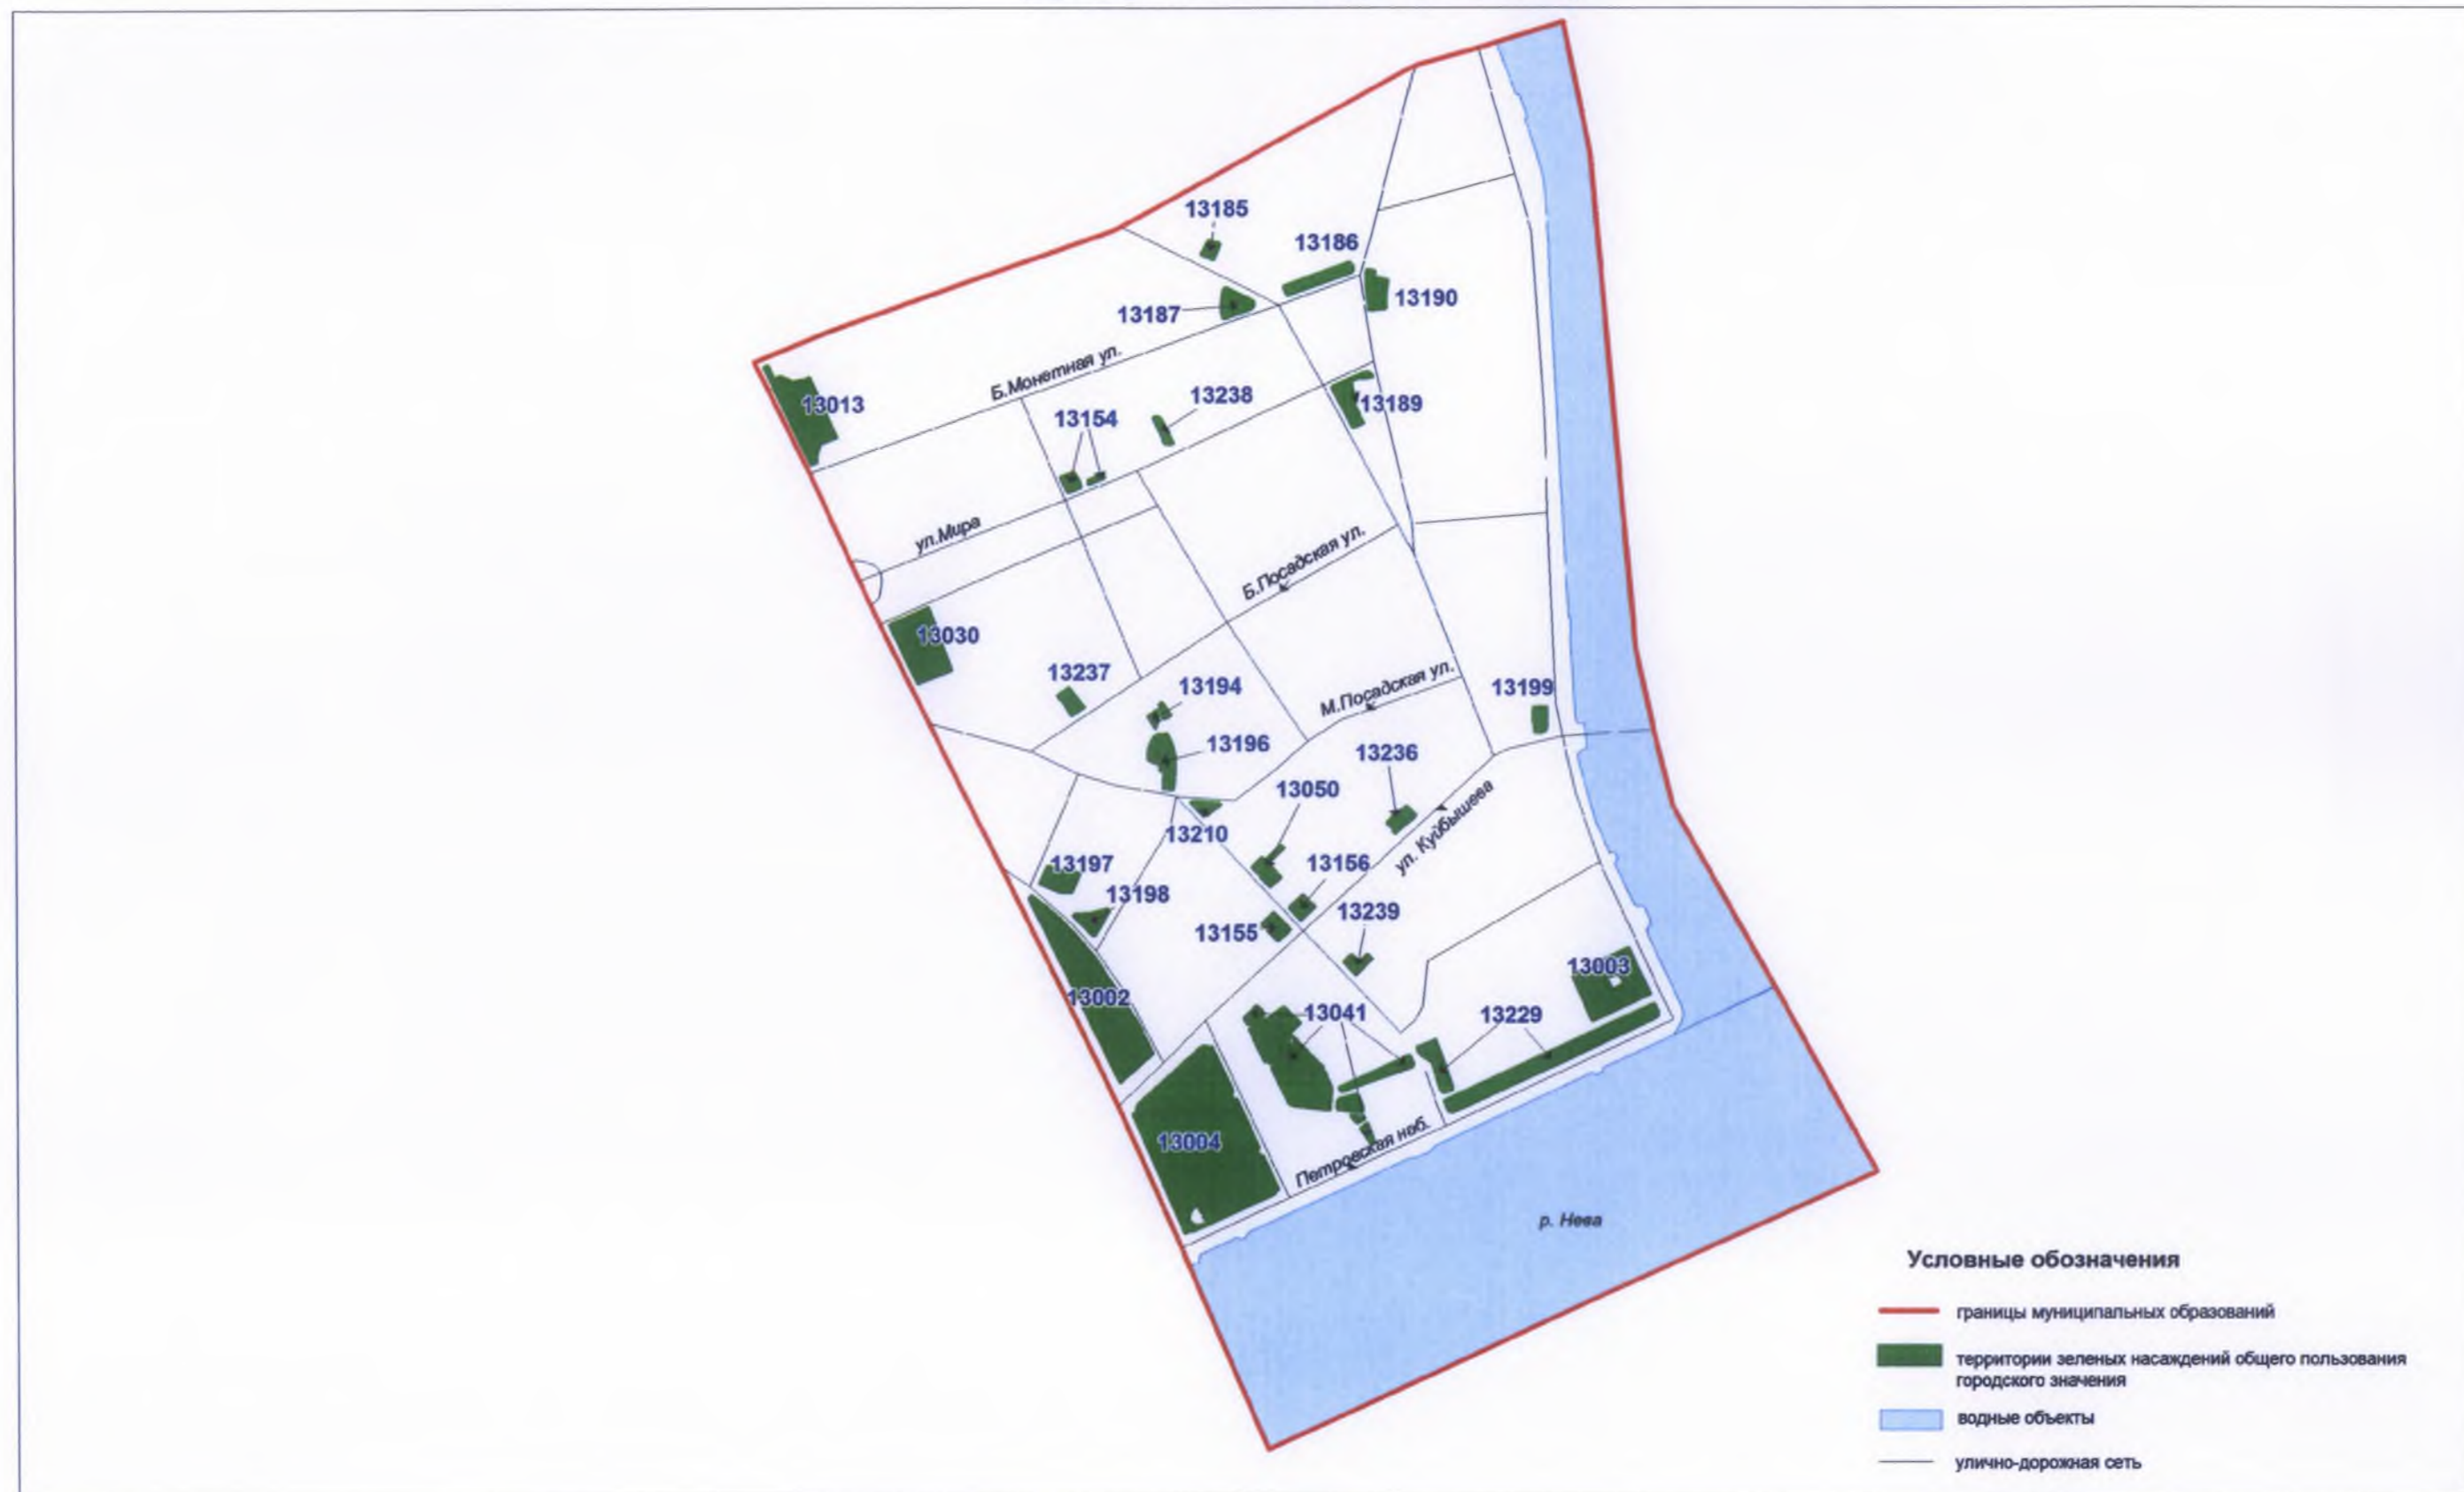 13185
13186
13190
13187
Б.Монетная ул.
13013
13238
13189
13154
ул.Мира
Б.Посадская ул.
13030
13237
13194
М.Посадская ул.
13199
13196
13236
13050
ул. Куйбышева
13210
13197
13156
13198
13239
13155
13003
13002
13041
13229
13004
Петровская наб.
р. Нева
Условные обозначения
границы муниципальных образований
территории зеленых насаждений общего пользования
городского значения
водные объекты
улично-дорожная сеть